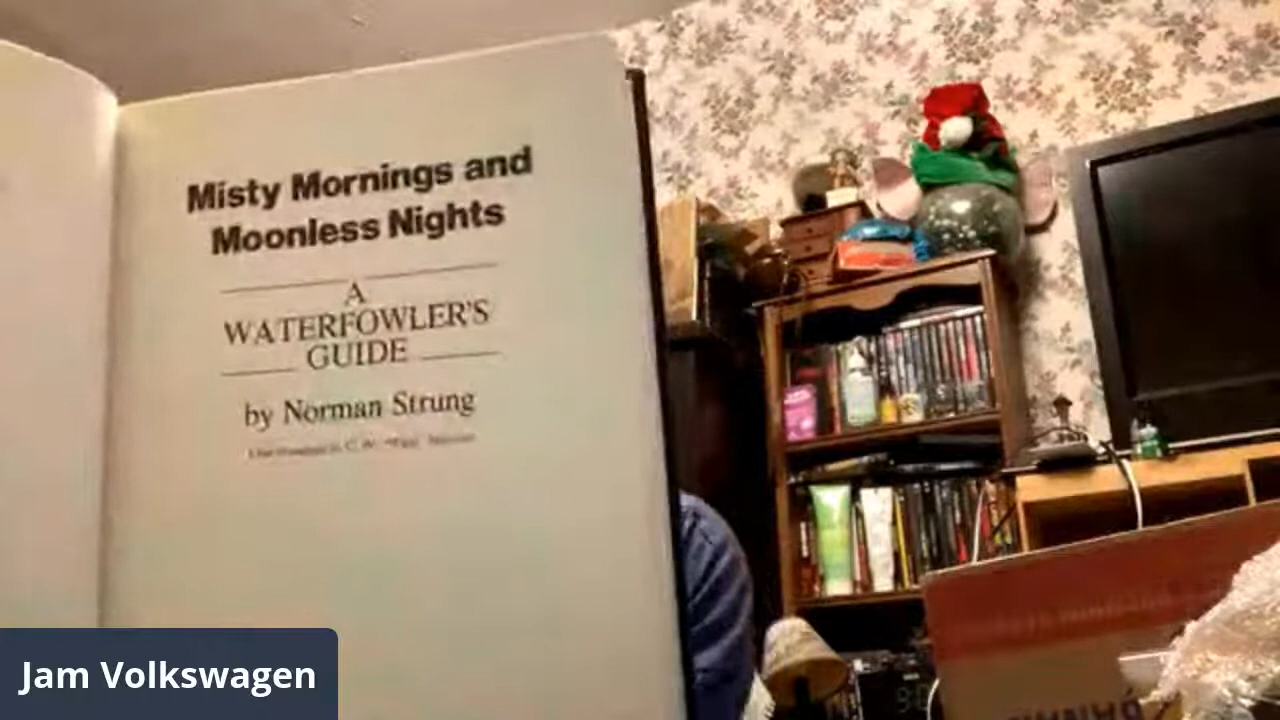 Misty Mornings and
Moonless Nights
A
WATERFOWLER'S
GUIDE
by Norman Strung
Jam Volkswagen